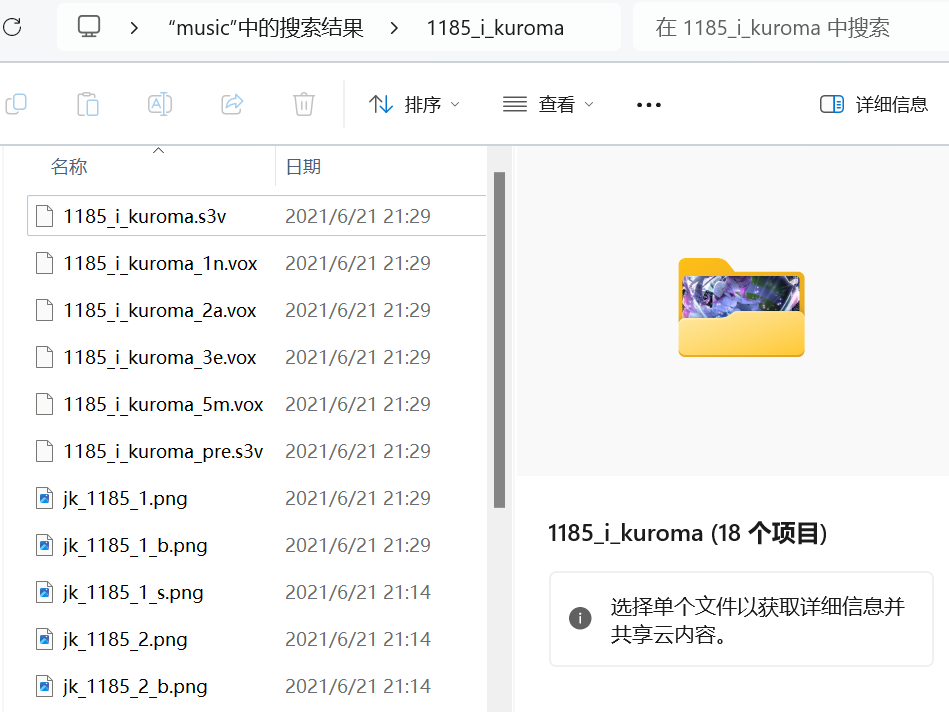 “music”中的搜索结果 1185_i_kuroma 在 1185_i_kuroma 中搜索
排序 查看 详细信息
名称 日期
1185_i_kuroma.s3v 2021/6/21 21:29
1185_i_kuroma_1n.vox 2021/6/21 21:29
1185_i_kuroma_2a.vox 2021/6/21 21:29
1185_i_kuroma_3e.vox 2021/6/21 21:29
1185_i_kuroma_5m.vox 2021/6/21 21:29
1185_i_kuroma_pre.s3v 2021/6/21 21:29
jk_1185_1.png 2021/6/21 21:29
jk_1185_1_b.png 2021/6/21 21:29
jk_1185_1_s.png 2021/6/21 21:14
jk_1185_2.png 2021/6/21 21:14
jk_1185_2_b.png 2021/6/21 21:14
1185_i_kuroma (18 个项目)
选择单个文件以获取详细信息并
共享云内容。